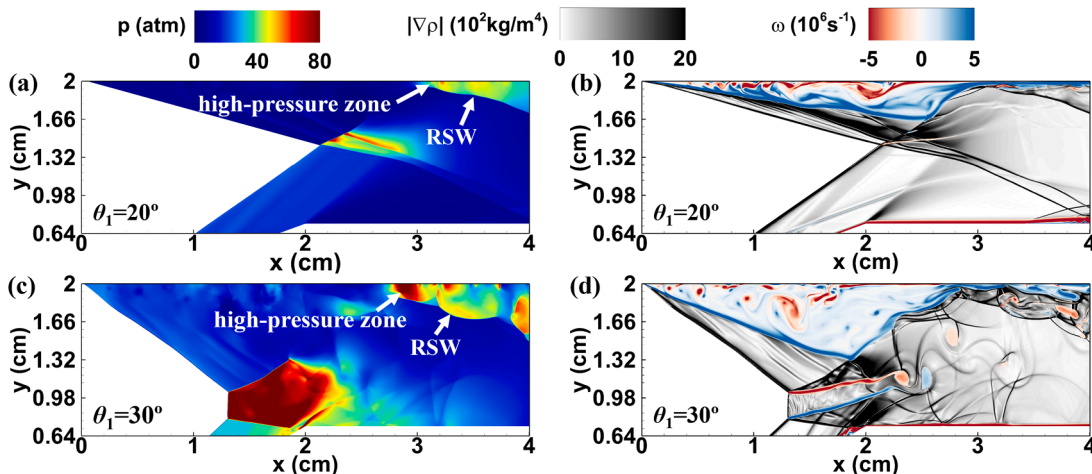 p (atm)
0 40 80
|∇ρ| (10²kg/m⁴)
0 10 20
ω (10⁶s⁻¹)
-5 0 5
(a)
2
1.66
1.32
0.98
0.64
y (cm)
high-pressure zone
RSW
θ₁=20º
0 1 2 3 4
x (cm)
(b)
2
1.66
1.32
0.98
0.64
y (cm)
θ₁=20º
0 1 2 3 4
x (cm)
(c)
2
1.66
1.32
0.98
0.64
y (cm)
high-pressure zone
RSW
θ₁=30º
0 1 2 3 4
x (cm)
(d)
2
1.66
1.32
0.98
0.64
y (cm)
θ₁=30º
0 1 2 3 4
x (cm)